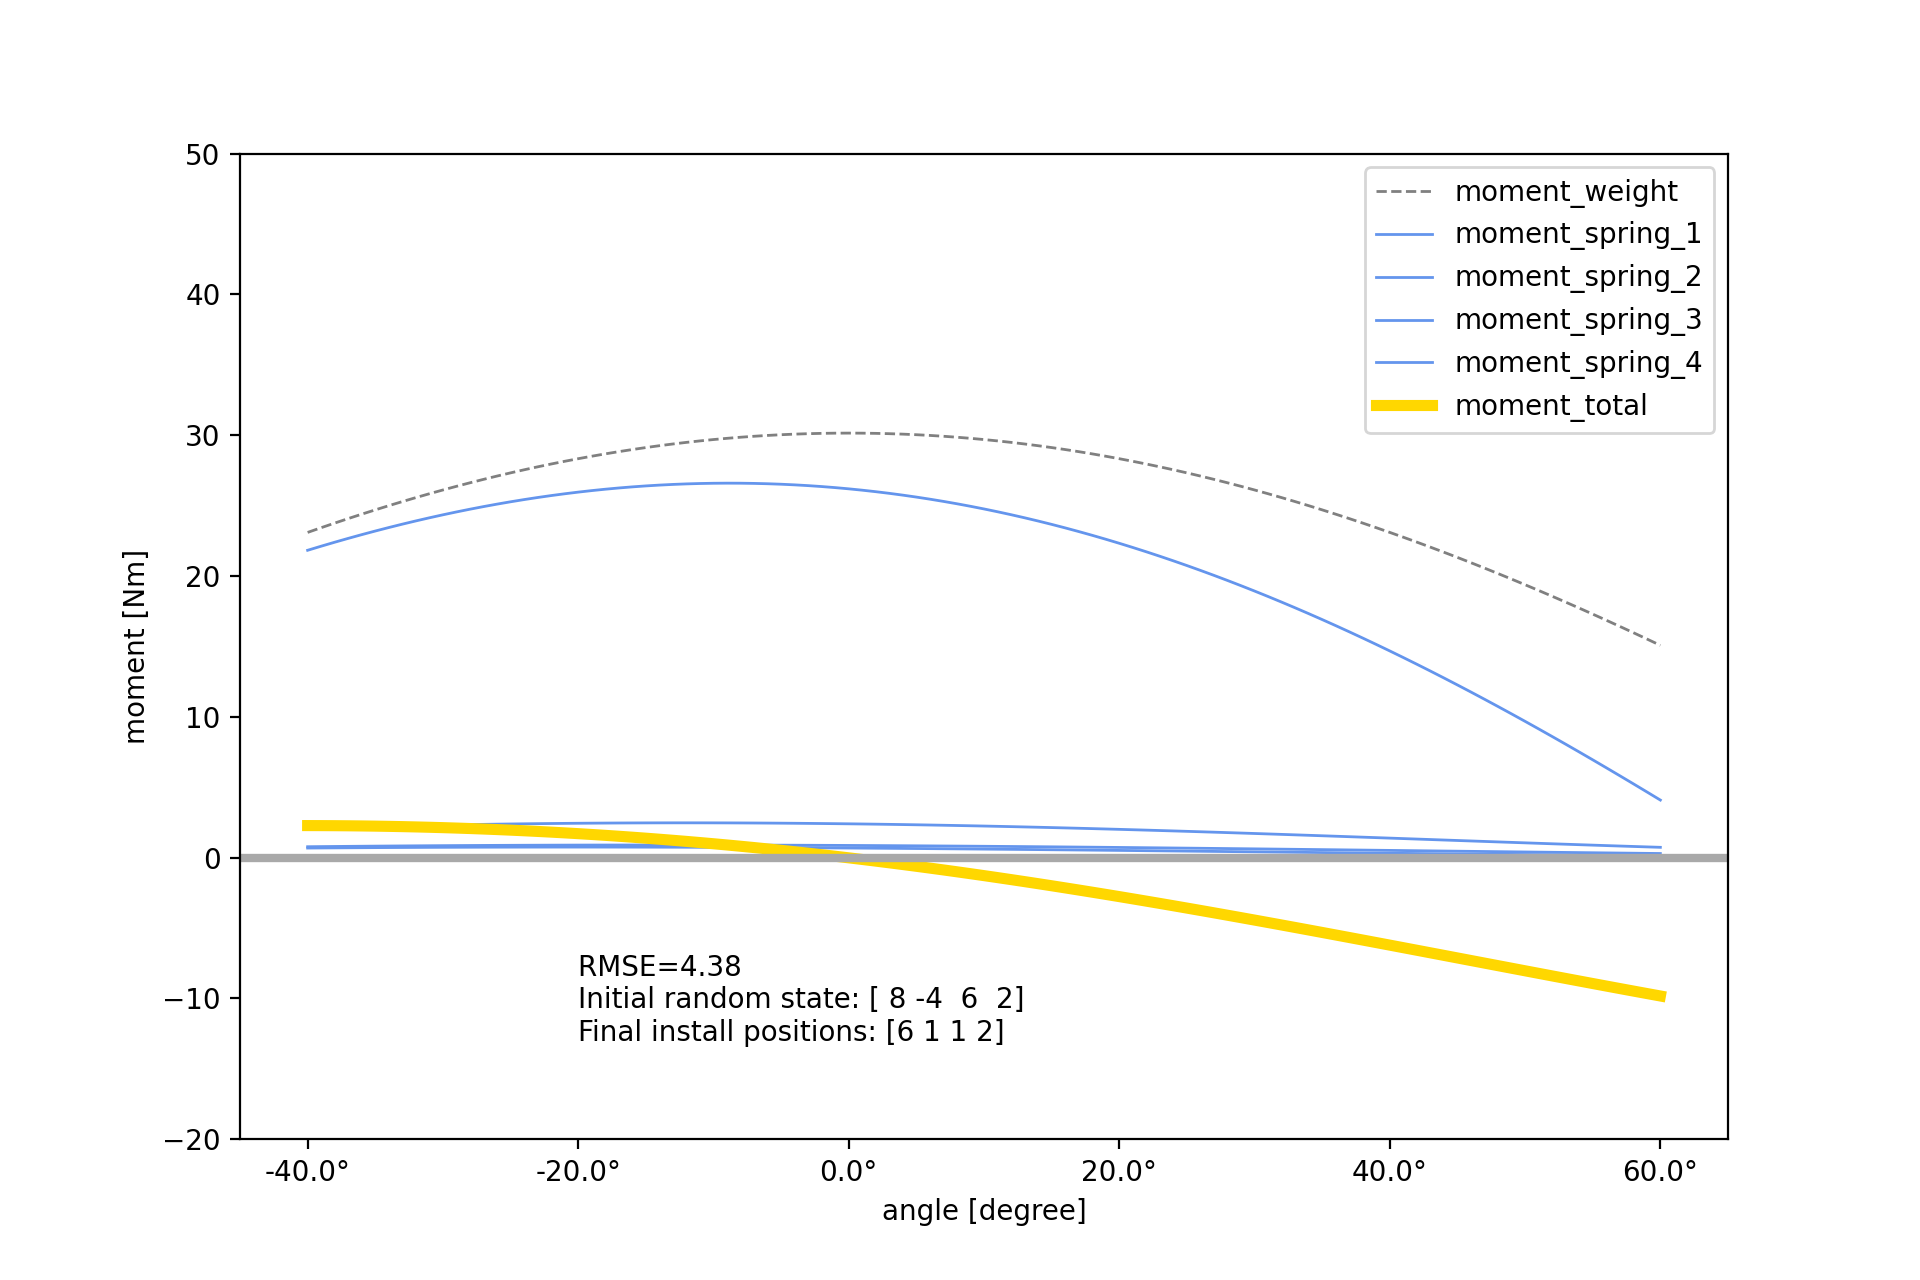 50
40
30
20
10
0
−10
−20
moment [Nm]
moment_weight
moment_spring_1
moment_spring_2
moment_spring_3
moment_spring_4
moment_total
RMSE=4.38
Initial random state: [ 8 -4  6  2]
Final install positions: [6 1 1 2]
-40.0° -20.0° 0.0° 20.0° 40.0° 60.0°
angle [degree]